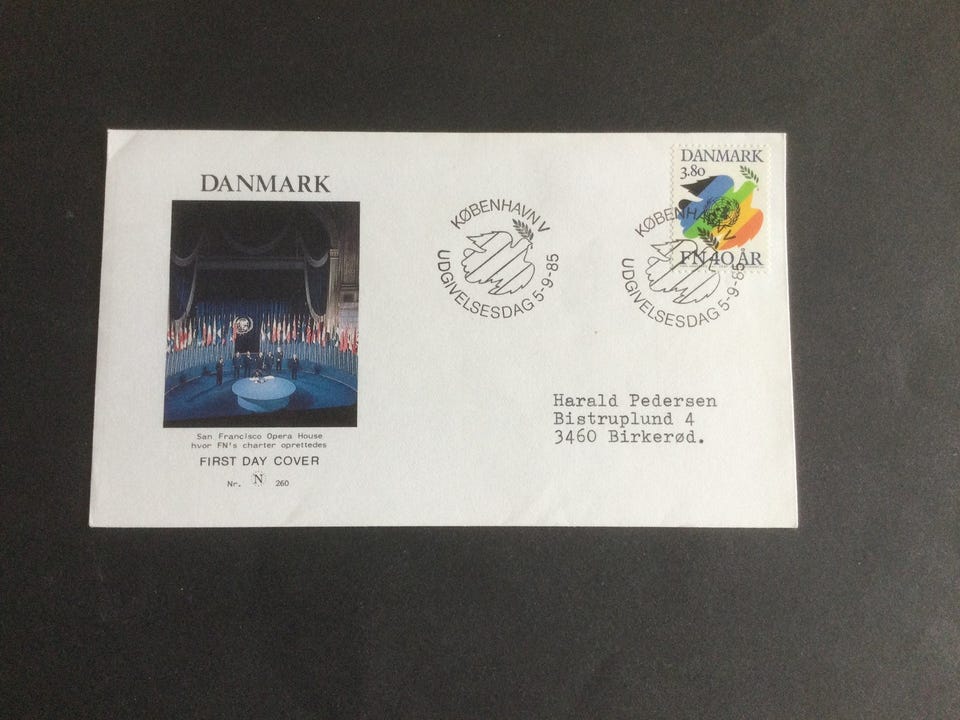 DANMARK
San Francisco Opera House
hvor FN's charter oprettedes
FIRST DAY COVER
Nr. N 260
KØBENHAVN V
UDGIVELSESDAG 5-9-85
DANMARK
3.80
FN 40 ÅR
KØBENHAVN V
UDGIVELSESDAG 5-9-85
Harald Pedersen
Bistruplund 4
3460 Birkerød.